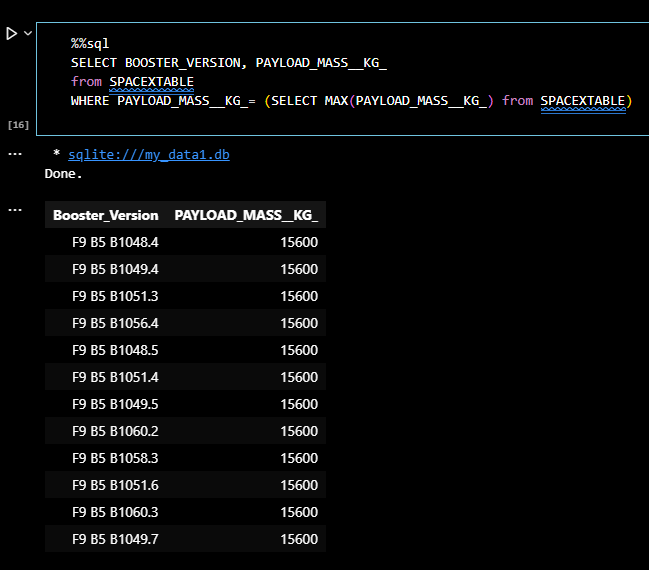 %%sql
SELECT BOOSTER_VERSION, PAYLOAD_MASS__KG_
from SPACEXTABLE
WHERE PAYLOAD_MASS__KG_= (SELECT MAX(PAYLOAD_MASS__KG_) from SPACEXTABLE)
[16]
... * sqlite:///my_data1.db
Done.
...
Booster_Version PAYLOAD_MASS__KG_
F9 B5 B1048.4 15600
F9 B5 B1049.4 15600
F9 B5 B1051.3 15600
F9 B5 B1056.4 15600
F9 B5 B1048.5 15600
F9 B5 B1051.4 15600
F9 B5 B1049.5 15600
F9 B5 B1060.2 15600
F9 B5 B1058.3 15600
F9 B5 B1051.6 15600
F9 B5 B1060.3 15600
F9 B5 B1049.7 15600